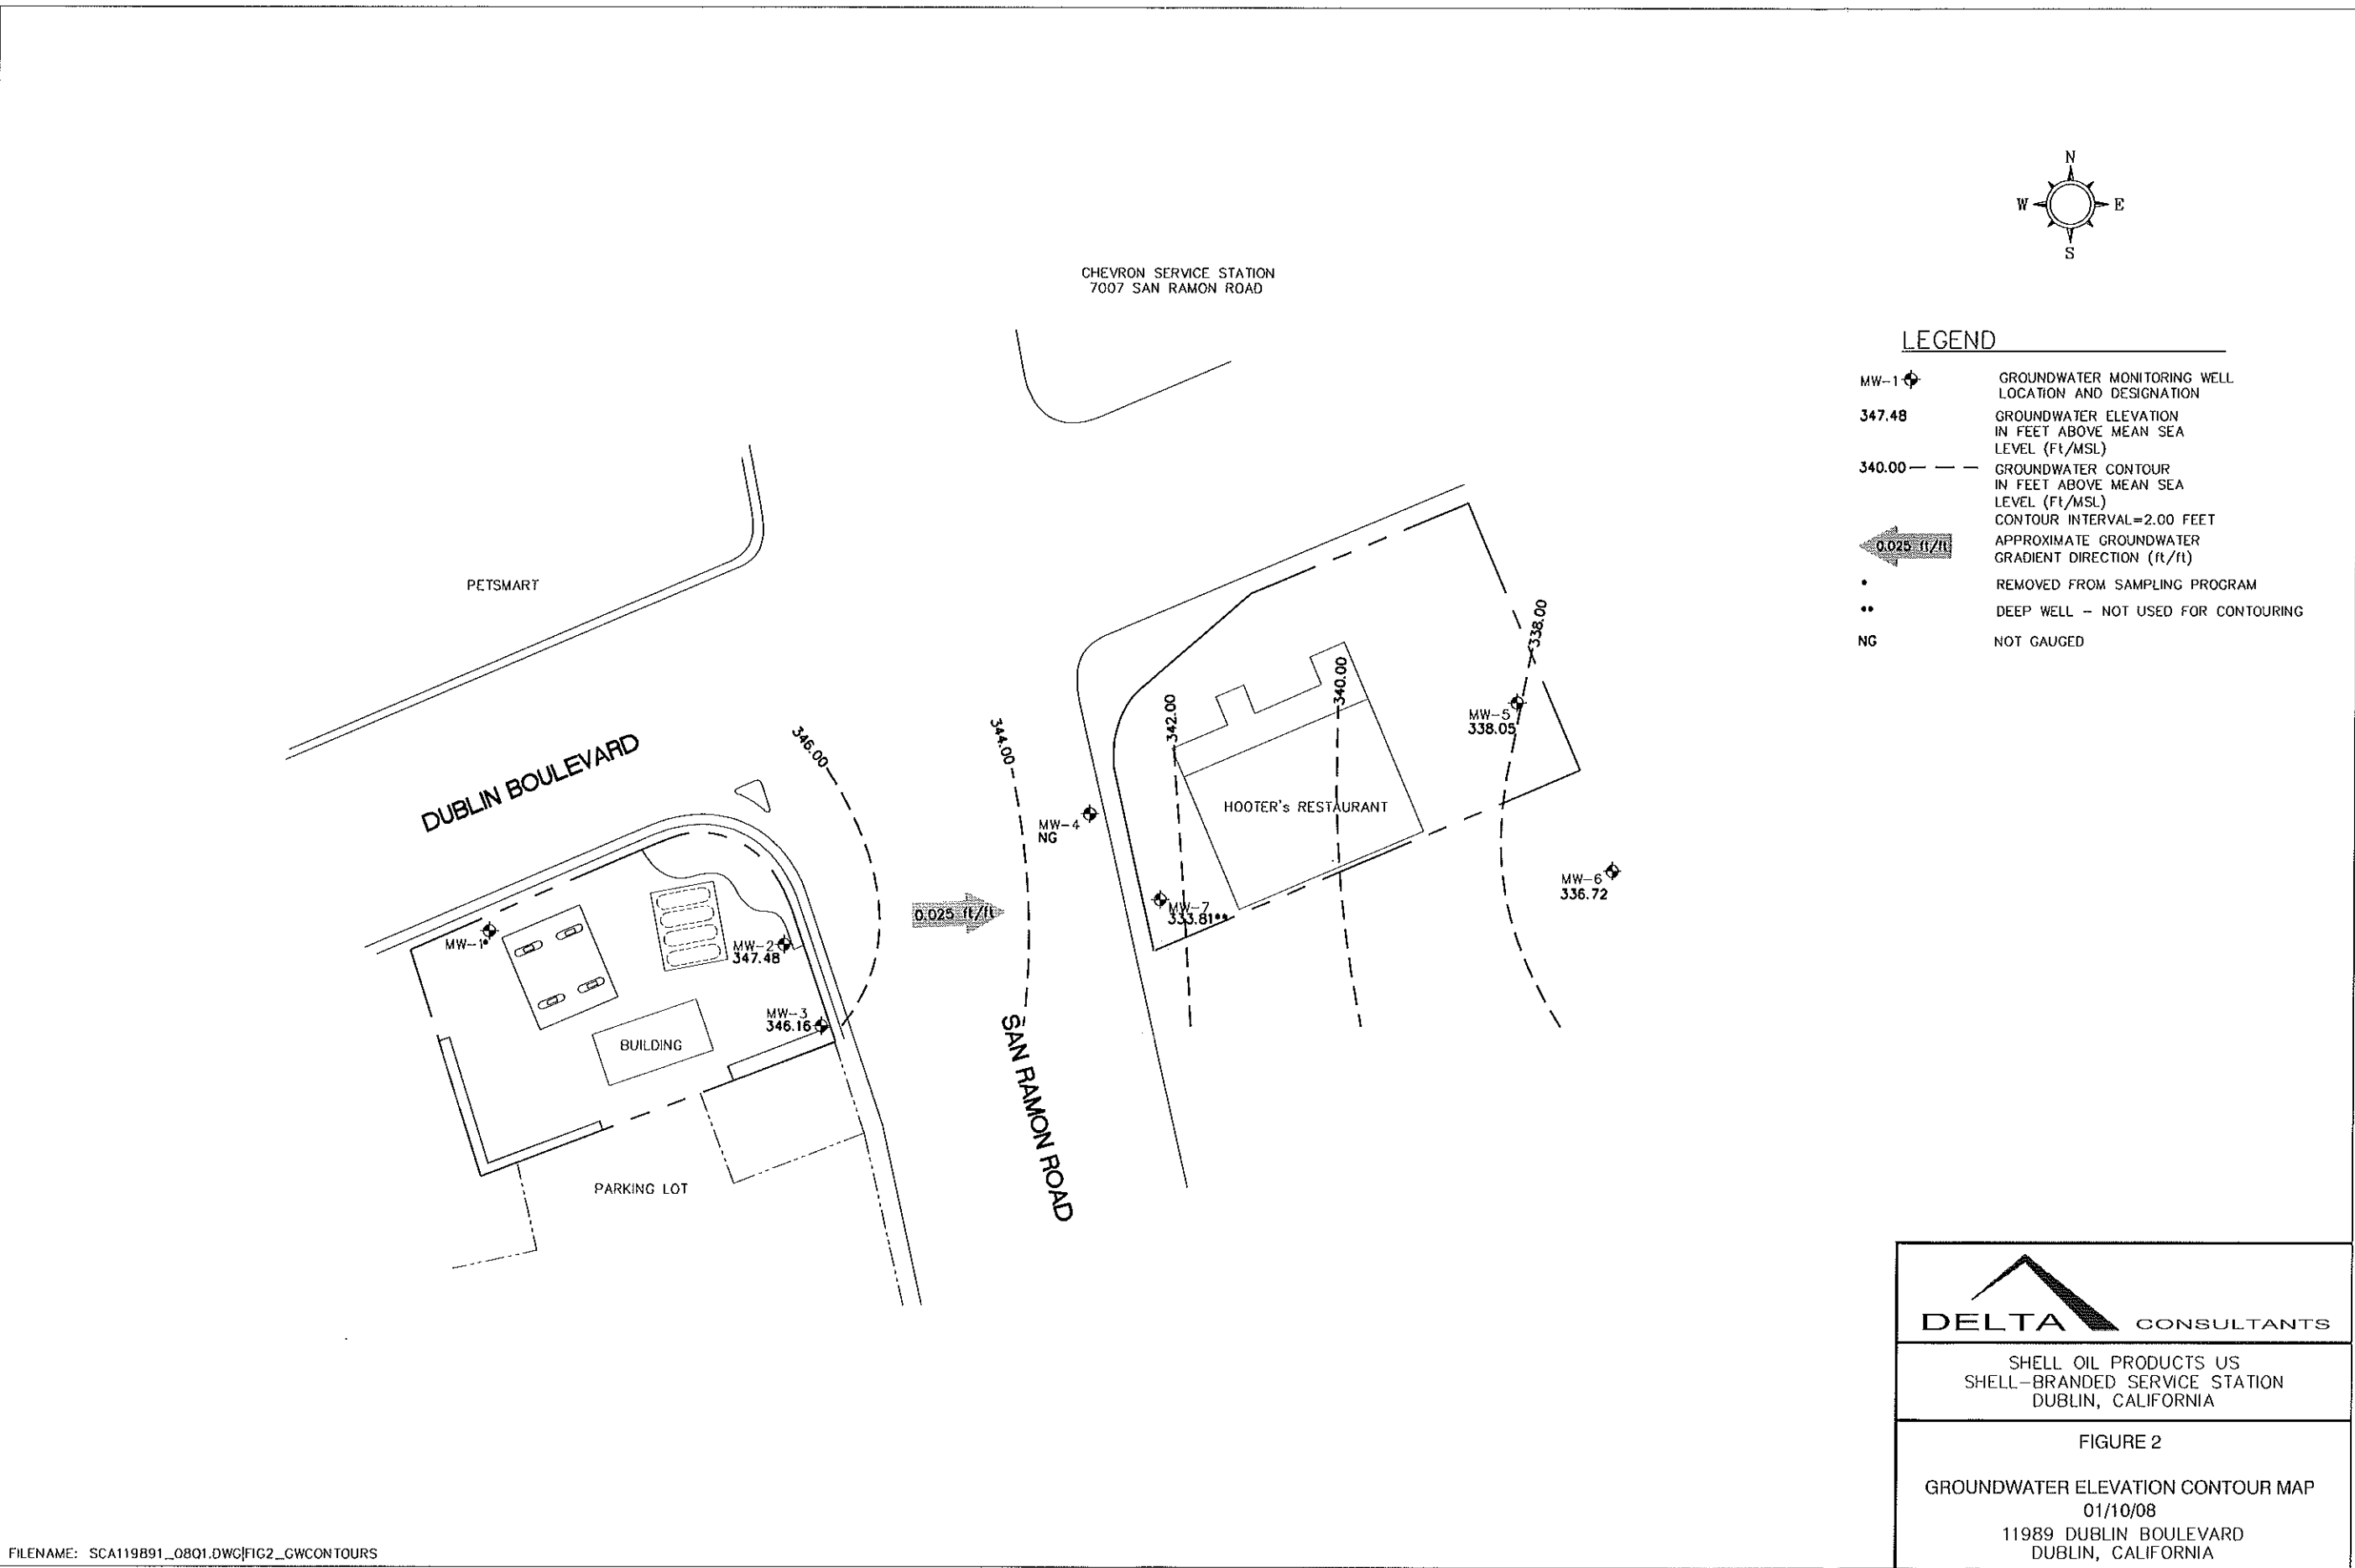 N
W E
S
CHEVRON SERVICE STATION
7007 SAN RAMON ROAD
LEGEND
MW-1 GROUNDWATER MONITORING WELL
LOCATION AND DESIGNATION
347.48 GROUNDWATER ELEVATION
IN FEET ABOVE MEAN SEA
LEVEL (Ft/MSL)
340.00 GROUNDWATER CONTOUR
IN FEET ABOVE MEAN SEA
LEVEL (Ft/MSL)
CONTOUR INTERVAL=2.00 FEET
0.025 ft/ft APPROXIMATE GROUNDWATER
GRADIENT DIRECTION (ft/ft)
• REMOVED FROM SAMPLING PROGRAM
•• DEEP WELL - NOT USED FOR CONTOURING
NG NOT GAUGED
PETSMART
DUBLIN BOULEVARD
346.00
344.00
342.00
340.00
338.00
MW-5
338.05
HOOTER's RESTAURANT
MW-4
NG
MW-6
336.72
MW-7
333.81••
0.025 ft/ft
MW-1•
MW-2
347.48
MW-3
346.16
BUILDING
SAN RAMON ROAD
PARKING LOT
DELTA CONSULTANTS
SHELL OIL PRODUCTS US
SHELL-BRANDED SERVICE STATION
DUBLIN, CALIFORNIA
FIGURE 2
GROUNDWATER ELEVATION CONTOUR MAP
01/10/08
11989 DUBLIN BOULEVARD
DUBLIN, CALIFORNIA
FILENAME: SCA119891_08Q1.DWG|FIG2_GWCONTOURS